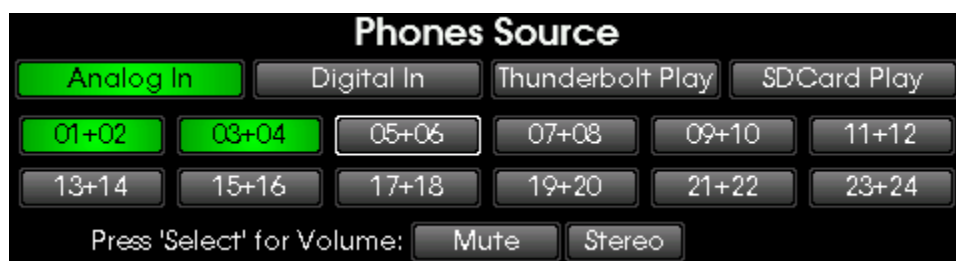 Phones Source
Analog In Digital In Thunderbolt Play SDCard Play
01+02 03+04 05+06 07+08 09+10 11+12
13+14 15+16 17+18 19+20 21+22 23+24
Press 'Select' for Volume: Mute Stereo